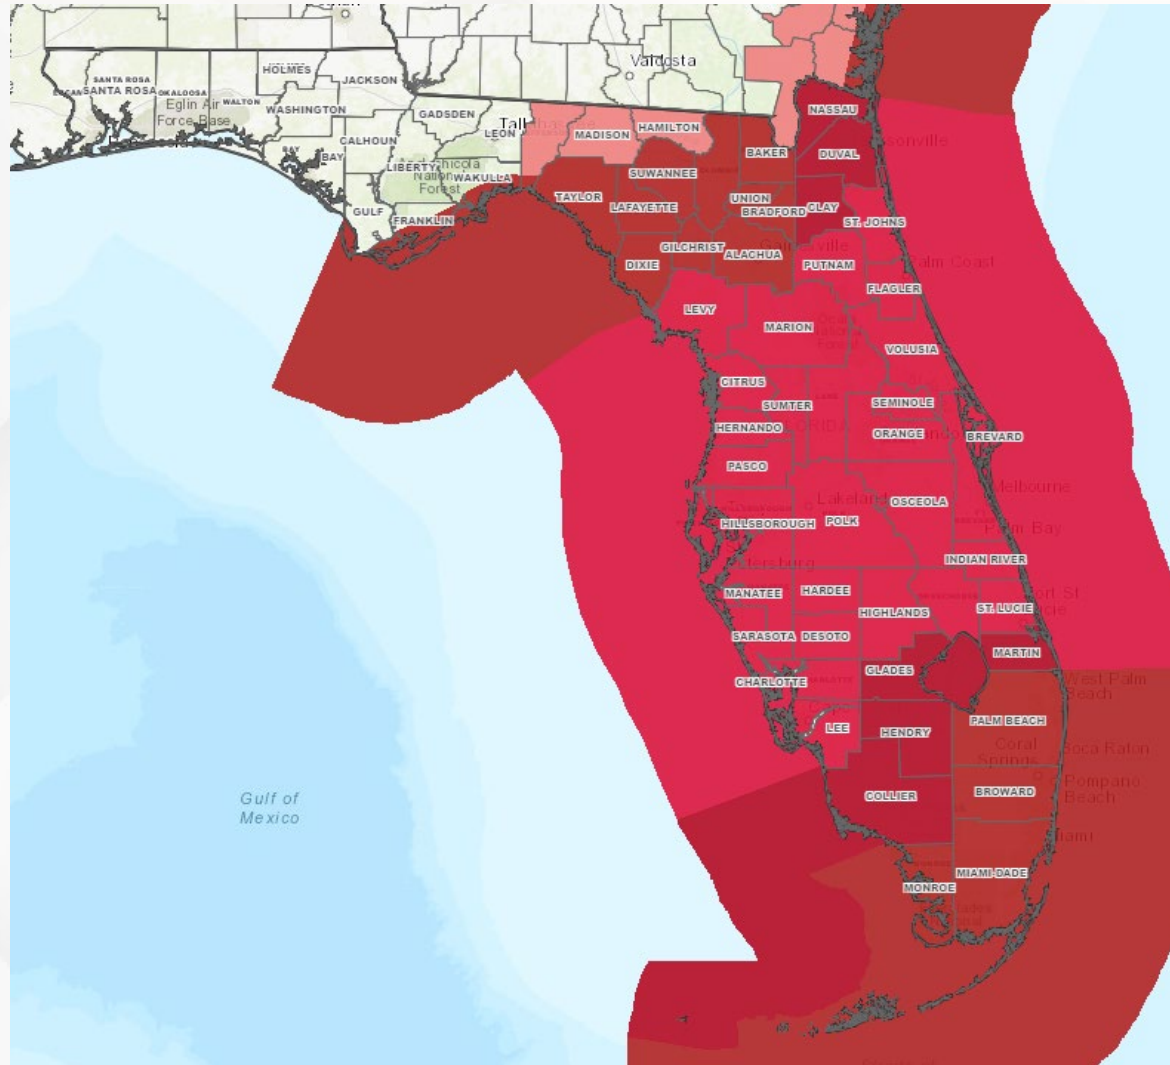 Valdosta
HOLMES
SANTA ROSA
SANTA ROSA
OKALOOSA
WALTON
JACKSON
Eglin Air
Force Base
WASHINGTON
GADSDEN
LEON
MADISON
HAMILTON
NASSAU
CALHOUN
BAY
BAY
LIBERTY
National
Forest
WAKULLA
SUWANNEE
BAKER
DUVAL
TAYLOR
LAFAYETTE
UNION
BRADFORD
CLAY
GULF
FRANKLIN
ST. JOHNS
GILCHRIST
ALACHUA
DIXIE
PUTNAM
Palm Coast
FLAGLER
LEVY
MARION
VOLUSIA
CITRUS
SUMTER
SEMINOLE
HERNANDO
ORANGE
BREVARD
PASCO
Melbourne
Lakeland
OSCEOLA
HILLSBOROUGH
POLK
Palm Bay
INDIAN RIVER
MANATEE
HARDEE
HIGHLANDS
ST. LUCIE
SARASOTA
DESOTO
MARTIN
GLADES
CHARLOTTE
West Palm
Beach
LEE
HENDRY
PALM BEACH
Coral
Springs
Boca Raton
COLLIER
BROWARD
Pompano
Beach
Gulf of
Mexico
MIAMI-DADE
MONROE